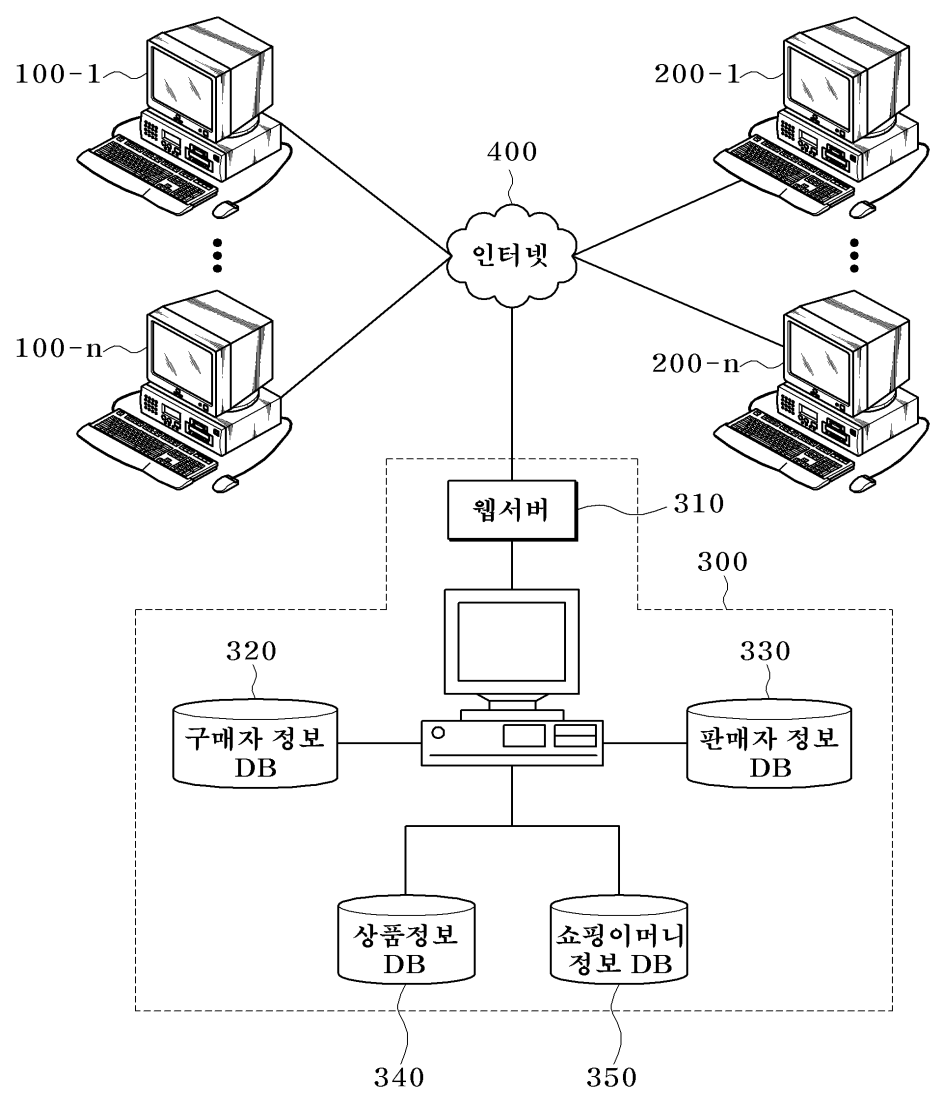 100-1
200-1
400
인터넷
100-n
200-n
웹서버
310
300
320
330
구매자 정보
DB
판매자 정보
DB
상품정보
DB
쇼핑이머니
정보 DB
340
350